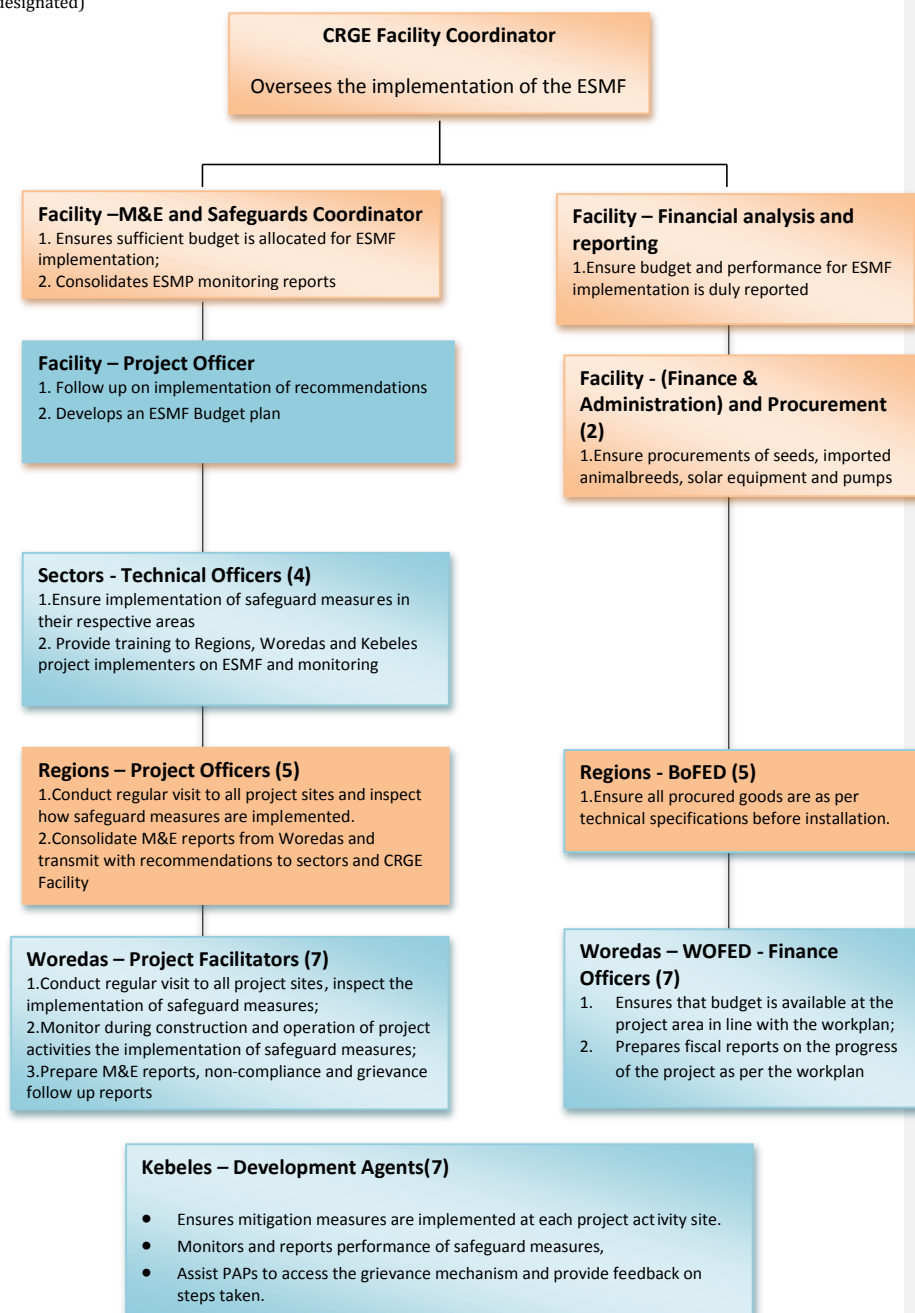 designated)
CRGE Facility Coordinator
Oversees the implementation of the ESMF
Facility –M&E and Safeguards Coordinator
1. Ensures sufficient budget is allocated for ESMF
implementation;
2. Consolidates ESMP monitoring reports
Facility – Financial analysis and
reporting
1.Ensure budget and performance for ESMF
implementation is duly reported
Facility – Project Officer
1. Follow up on implementation of recommendations
2. Develops an ESMF Budget plan
Facility - (Finance &
Administration) and Procurement
(2)
1.Ensure procurements of seeds, imported
animalbreeds, solar equipment and pumps
Sectors - Technical Officers (4)
1.Ensure implementation of safeguard measures in
their respective areas
2. Provide training to Regions, Woredas and Kebeles
project implementers on ESMF and monitoring
Regions – Project Officers (5)
1.Conduct regular visit to all project sites and inspect
how safeguard measures are implemented.
2.Consolidate M&E reports from Woredas and
transmit with recommendations to sectors and CRGE
Facility
Regions - BoFED (5)
1.Ensure all procured goods are as per
technical specifications before installation.
Woredas – Project Facilitators (7)
1.Conduct regular visit to all project sites, inspect the
implementation of safeguard measures;
2.Monitor during construction and operation of project
activities the implementation of safeguard measures;
3.Prepare M&E reports, non-compliance and grievance
follow up reports
Woredas – WOFED - Finance
Officers (7)
1. Ensures that budget is available at the
project area in line with the workplan;
2. Prepares fiscal reports on the progress
of the project as per the workplan
Kebeles – Development Agents(7)
• Ensures mitigation measures are implemented at each project activity site.
• Monitors and reports performance of safeguard measures,
• Assist PAPs to access the grievance mechanism and provide feedback on
steps taken.